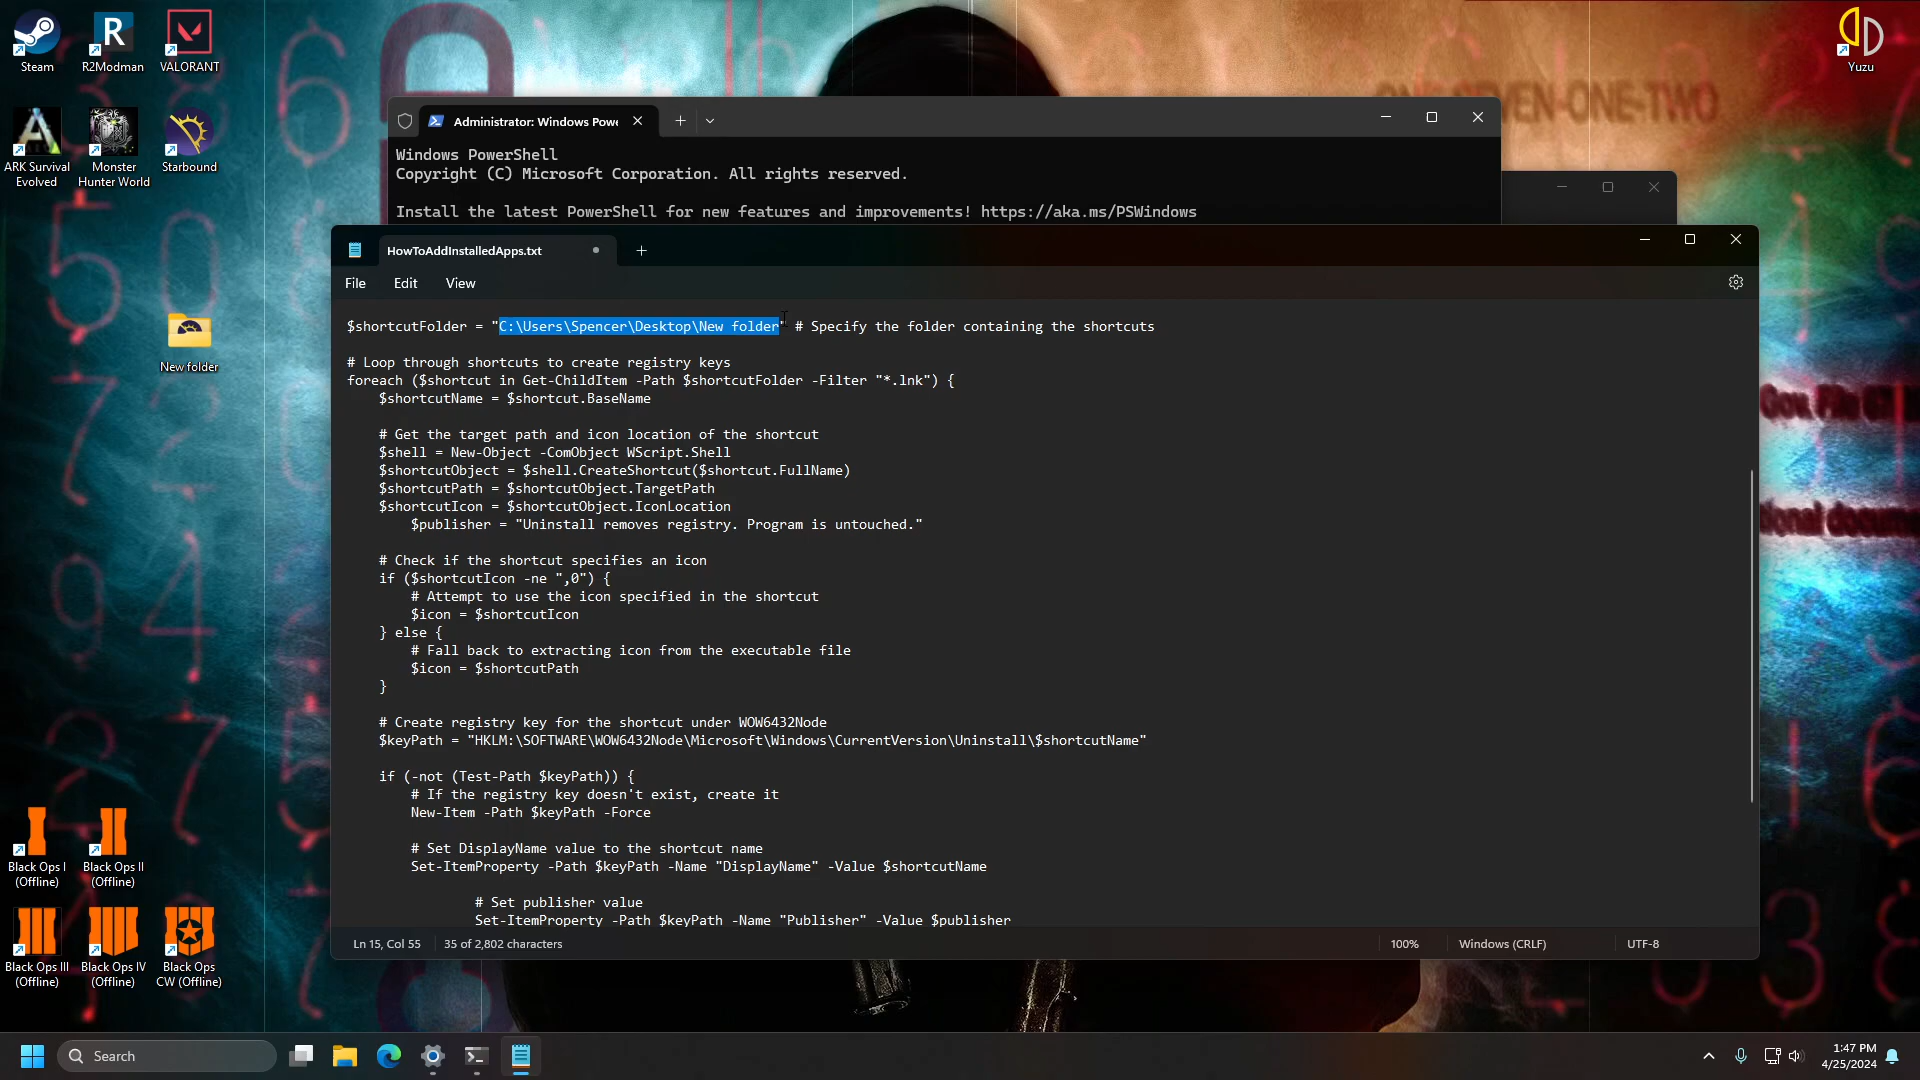 Steam
R2Modman
VALORANT
Yuzu
ARK Survival
Evolved
Monster
Hunter World
Starbound
ONE-SEVEN-ONE-TWO
New folder
Administrator: Windows Powe
Windows PowerShell
Copyright (C) Microsoft Corporation. All rights reserved.
Install the latest PowerShell for new features and improvements! https://aka.ms/PSWindows
HowToAddInstalledApps.txt
File
Edit
View
$shortcutFolder = "C:\Users\Spencer\Desktop\New folder" # Specify the folder containing the shortcuts
# Loop through shortcuts to create registry keys
foreach ($shortcut in Get-ChildItem -Path $shortcutFolder -Filter "*.lnk") {
$shortcutName = $shortcut.BaseName
# Get the target path and icon location of the shortcut
$shell = New-Object -ComObject WScript.Shell
$shortcutObject = $shell.CreateShortcut($shortcut.FullName)
$shortcutPath = $shortcutObject.TargetPath
$shortcutIcon = $shortcutObject.IconLocation
$publisher = "Uninstall removes registry. Program is untouched."
# Check if the shortcut specifies an icon
if ($shortcutIcon -ne ",0") {
# Attempt to use the icon specified in the shortcut
$icon = $shortcutIcon
} else {
# Fall back to extracting icon from the executable file
$icon = $shortcutPath
}
# Create registry key for the shortcut under WOW6432Node
$keyPath = "HKLM:\SOFTWARE\WOW6432Node\Microsoft\Windows\CurrentVersion\Uninstall\$shortcutName"
if (-not (Test-Path $keyPath)) {
# If the registry key doesn't exist, create it
New-Item -Path $keyPath -Force
# Set DisplayName value to the shortcut name
Set-ItemProperty -Path $keyPath -Name "DisplayName" -Value $shortcutName
# Set publisher value
Set-ItemProperty -Path $keyPath -Name "Publisher" -Value $publisher
Ln 15, Col 55
35 of 2,802 characters
100%
Windows (CRLF)
UTF-8
Black Ops I
(Offline)
Black Ops II
(Offline)
Black Ops III
(Offline)
Black Ops IV
(Offline)
Black Ops
CW (Offline)
Search
1:47 PM
4/25/2024